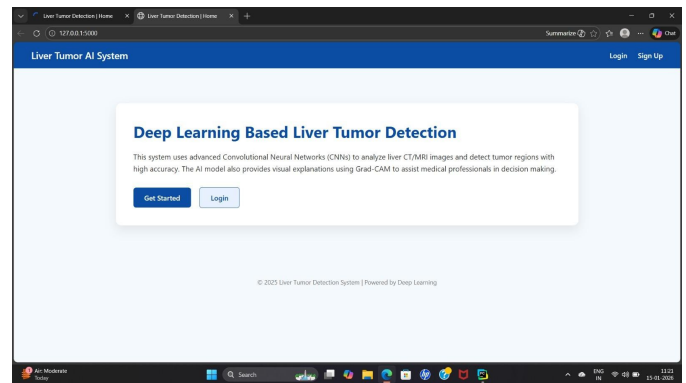 Liver Tumor Detection | Home
Liver Tumor Detection | Home
127.0.0.1:5000
Summarize
Chat
Liver Tumor AI System
Login
Sign Up
Deep Learning Based Liver Tumor Detection
This system uses advanced Convolutional Neural Networks (CNNs) to analyze liver CT/MRI images and detect tumor regions with
high accuracy. The AI model also provides visual explanations using Grad-CAM to assist medical professionals in decision making.
Get Started
Login
© 2025 Liver Tumor Detection System | Powered by Deep Learning
Air: Moderate
Today
Search
ENG
IN
11:21
15-01-2026